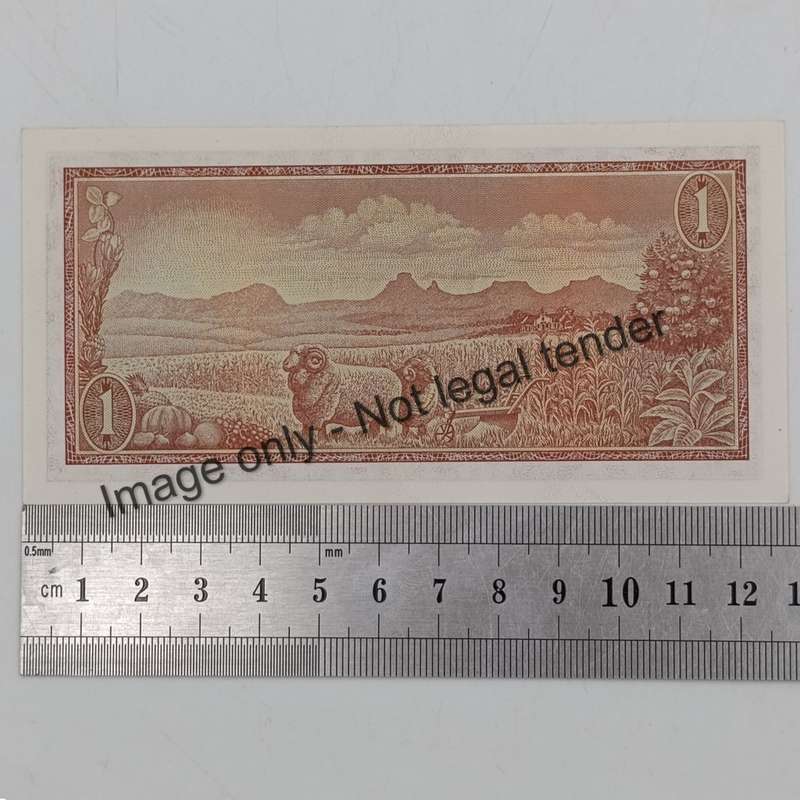 1
1
Image only - Not legal tender
0.5mm
mm
cm 1 2 3 4 5 6 7 8 9 10 11 12 1